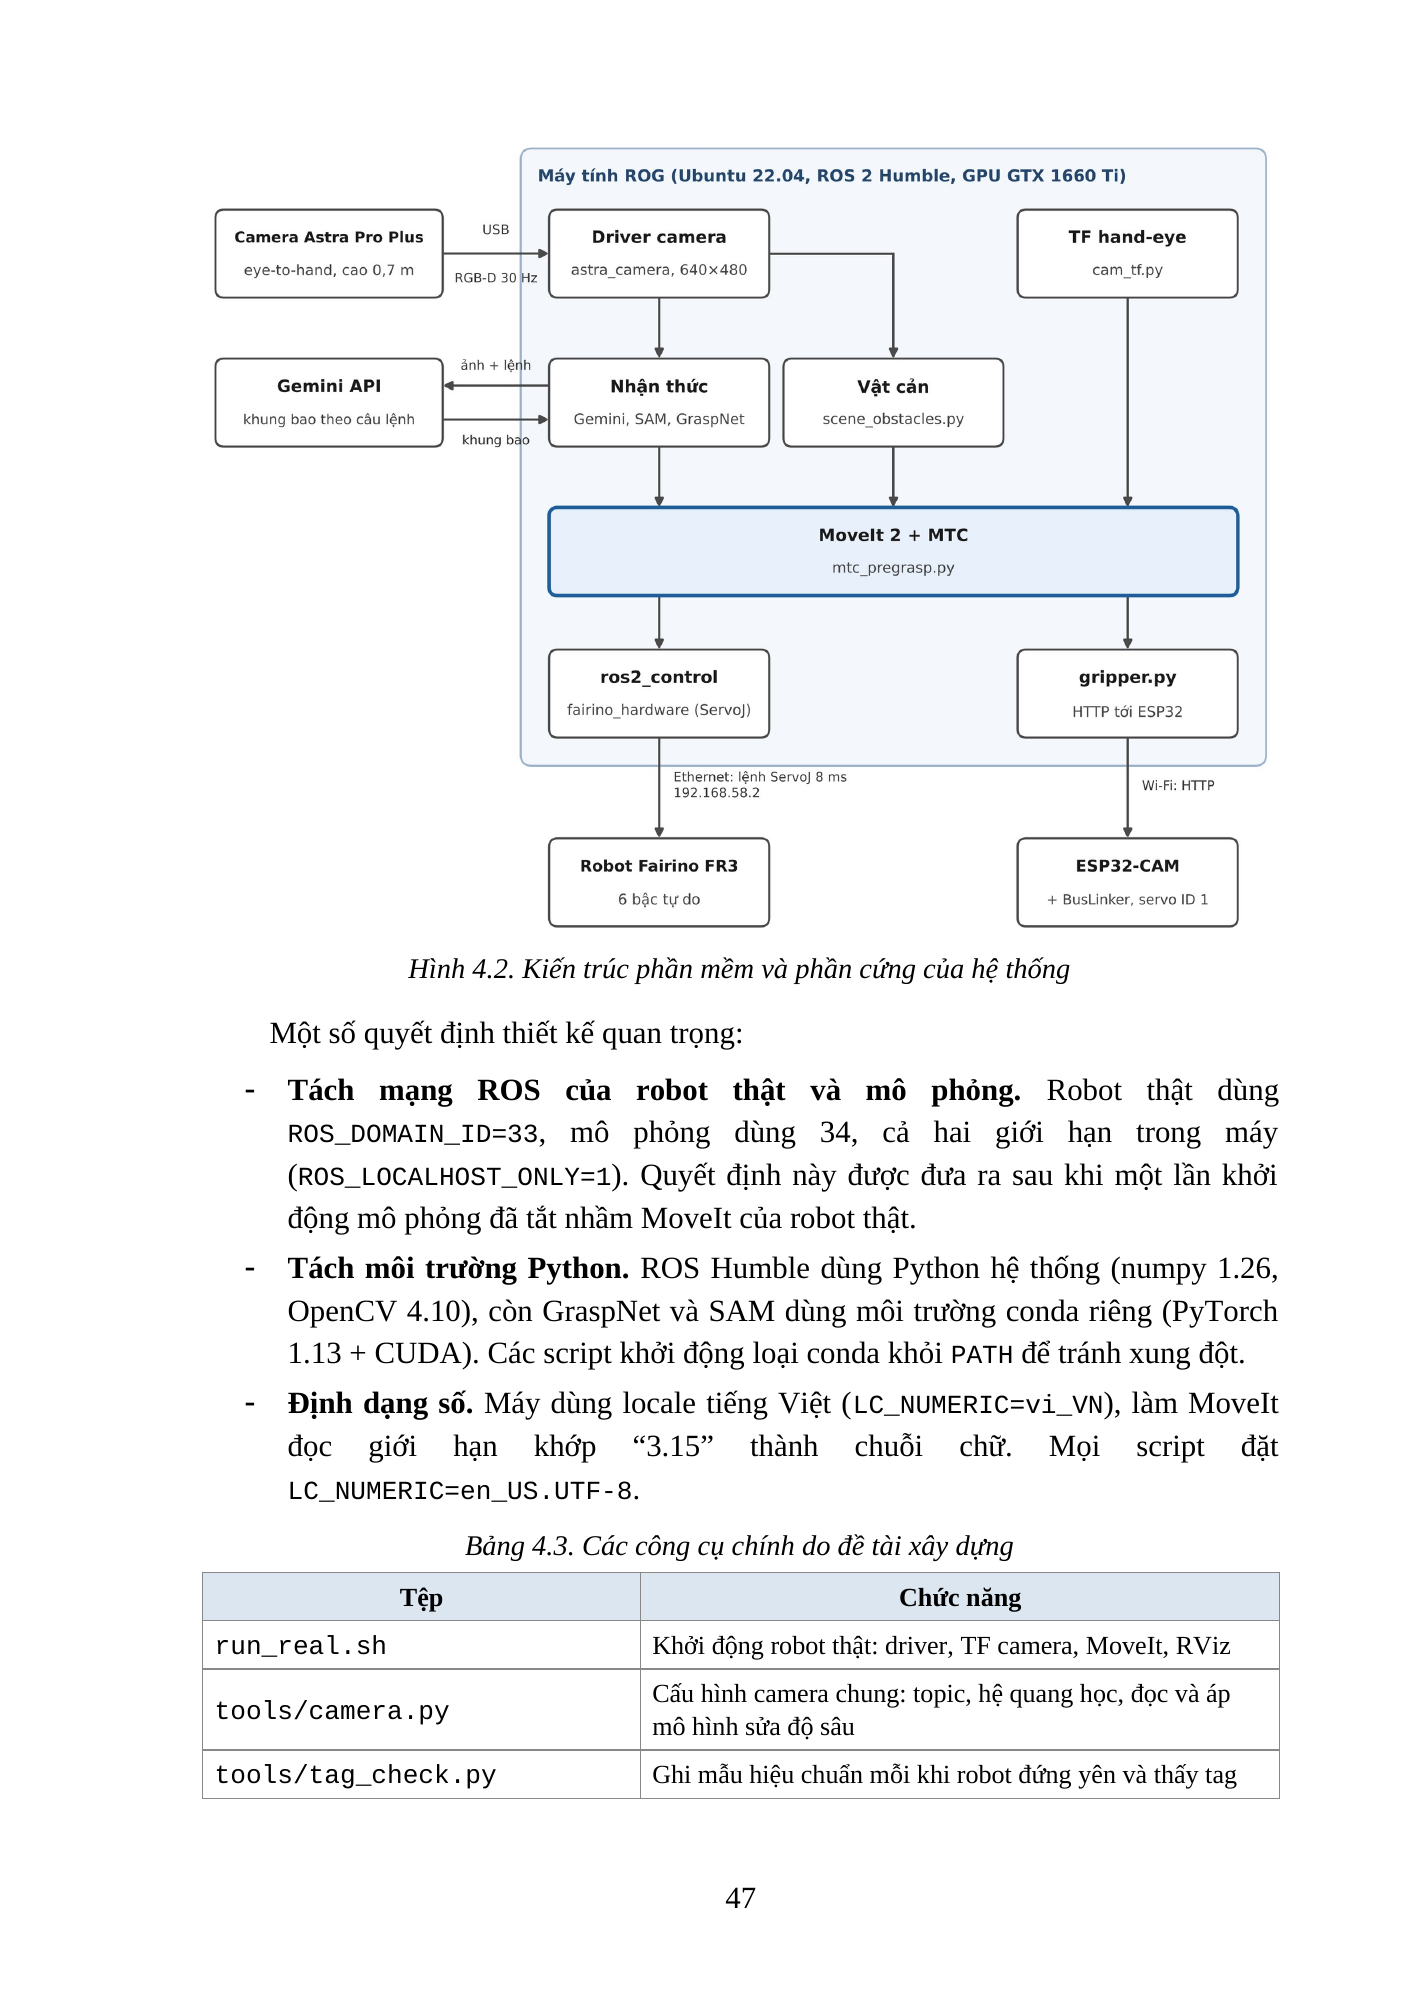 Máy tính ROG (Ubuntu 22.04, ROS 2 Humble, GPU GTX 1660 Ti)
Camera Astra Pro Plus
eye-to-hand, cao 0,7 m
USB
RGB-D 30 Hz
Driver camera
astra_camera, 640×480
TF hand-eye
cam_tf.py
Gemini API
khung bao theo câu lệnh
ảnh + lệnh
khung bao
Nhận thức
Gemini, SAM, GraspNet
Vật cản
scene_obstacles.py
MoveIt 2 + MTC
mtc_pregrasp.py
ros2_control
fairino_hardware (ServoJ)
gripper.py
HTTP tới ESP32
Ethernet: lệnh ServoJ 8 ms
192.168.58.2
Wi-Fi: HTTP
Robot Fairino FR3
6 bậc tự do
ESP32-CAM
+ BusLinker, servo ID 1
Hình 4.2. Kiến trúc phần mềm và phần cứng của hệ thống
Một số quyết định thiết kế quan trọng:
- Tách mạng ROS của robot thật và mô phỏng. Robot thật dùng
ROS_DOMAIN_ID=33, mô phỏng dùng 34, cả hai giới hạn trong máy
(ROS_LOCALHOST_ONLY=1). Quyết định này được đưa ra sau khi một lần khởi
động mô phỏng đã tắt nhầm MoveIt của robot thật.
- Tách môi trường Python. ROS Humble dùng Python hệ thống (numpy 1.26,
OpenCV 4.10), còn GraspNet và SAM dùng môi trường conda riêng (PyTorch
1.13 + CUDA). Các script khởi động loại conda khỏi PATH để tránh xung đột.
- Định dạng số. Máy dùng locale tiếng Việt (LC_NUMERIC=vi_VN), làm MoveIt
đọc giới hạn khớp “3.15” thành chuỗi chữ. Mọi script đặt
LC_NUMERIC=en_US.UTF-8.
Bảng 4.3. Các công cụ chính do đề tài xây dựng
Tệp
Chức năng
run_real.sh
Khởi động robot thật: driver, TF camera, MoveIt, RViz
tools/camera.py
Cấu hình camera chung: topic, hệ quang học, đọc và áp
mô hình sửa độ sâu
tools/tag_check.py
Ghi mẫu hiệu chuẩn mỗi khi robot đứng yên và thấy tag
47